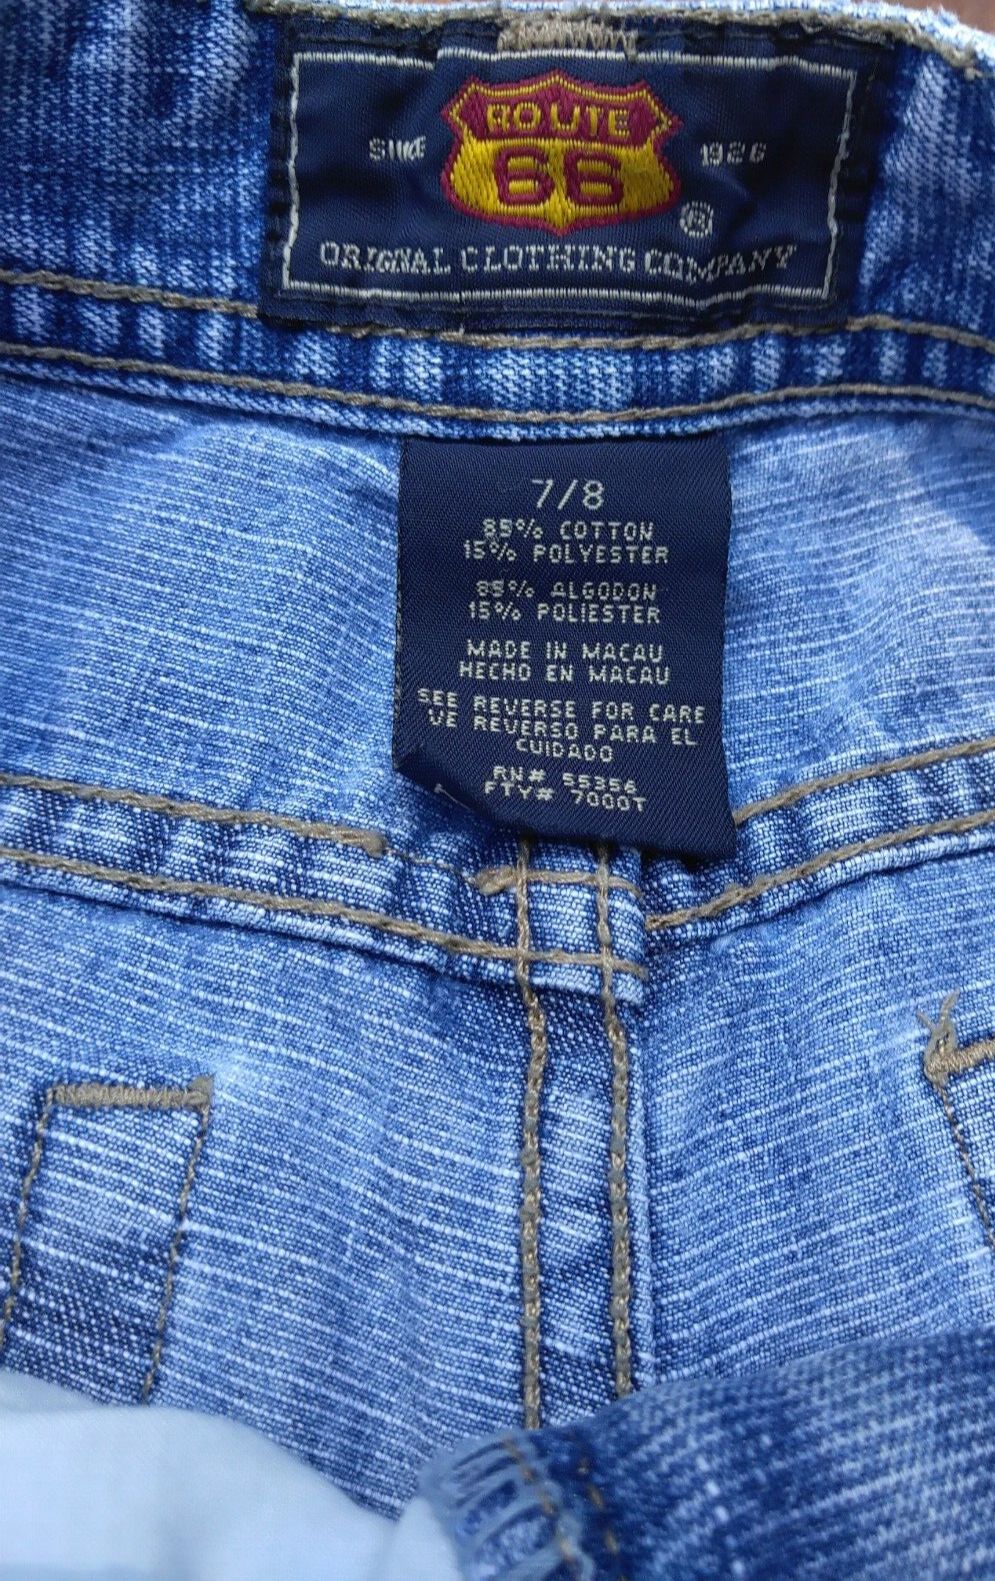 ROUTE
SINCE 66 1926
®
ORIGINAL CLOTHING COMPANY
7/8
85% COTTON
15% POLYESTER
85% ALGODON
15% POLIESTER
MADE IN MACAU
HECHO EN MACAU
SEE REVERSE FOR CARE
VE REVERSO PARA EL
CUIDADO
RN# 55356
FTY# 7000T